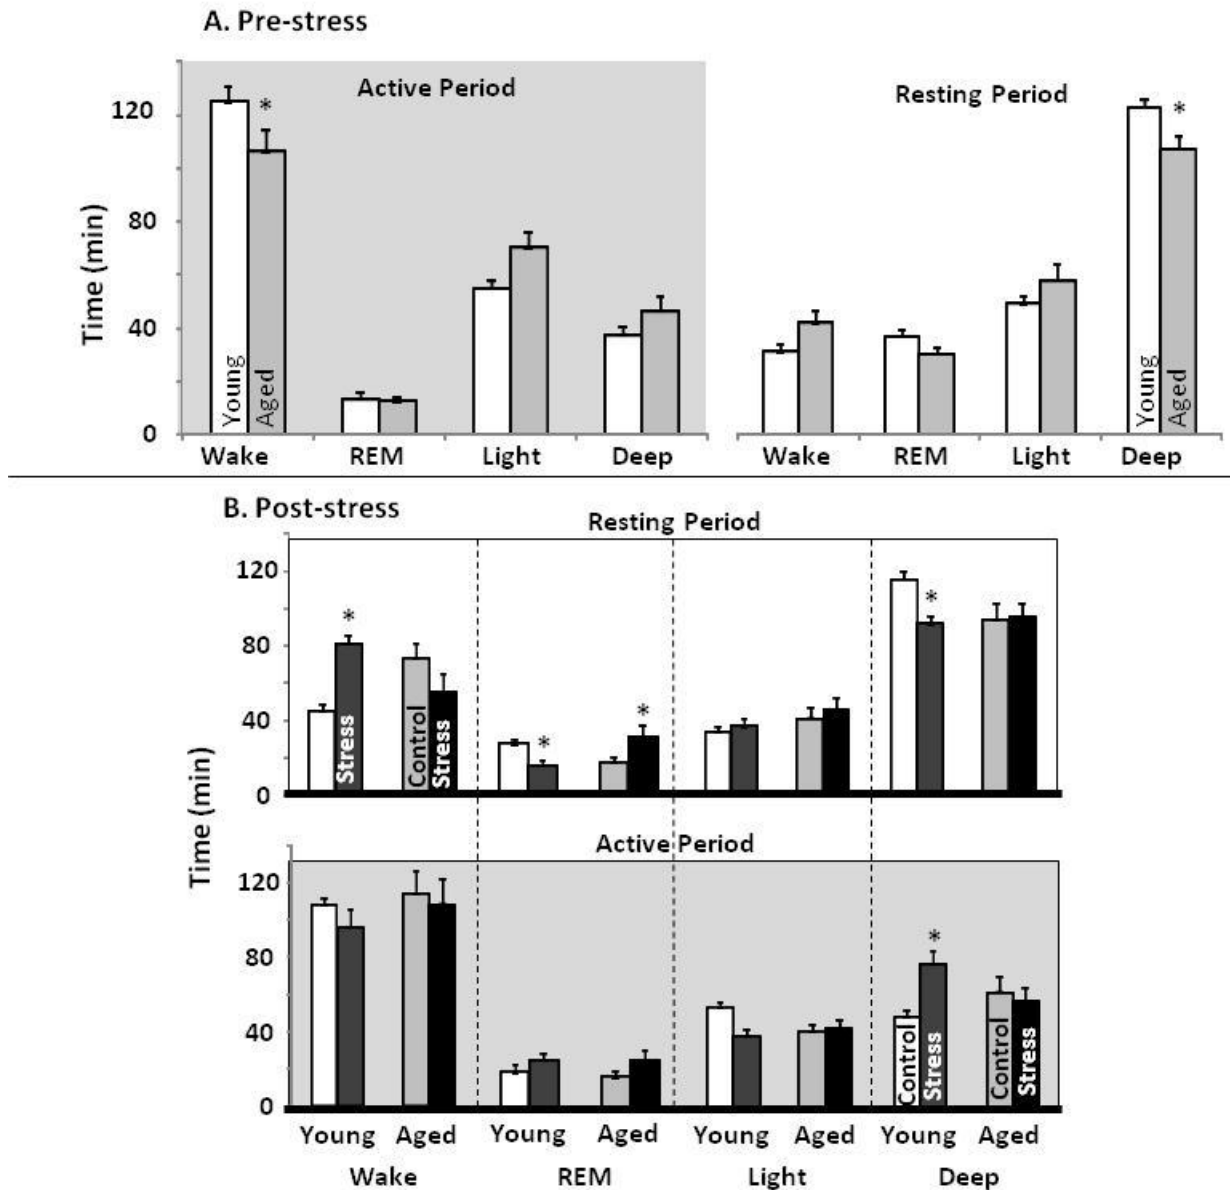 A. Pre-stress
Active Period
Resting Period
Time (min)
120
80
40
0
*
*
Young
Aged
Young
Aged
Wake REM Light Deep
Wake REM Light Deep
B. Post-stress
Resting Period
Time (min)
120
80
40
0
*
*
*
*
Stress
Control
Stress
Active Period
120
80
40
0
*
Control
Stress
Control
Stress
Young Aged Young Aged Young Aged Young Aged
Wake REM Light Deep